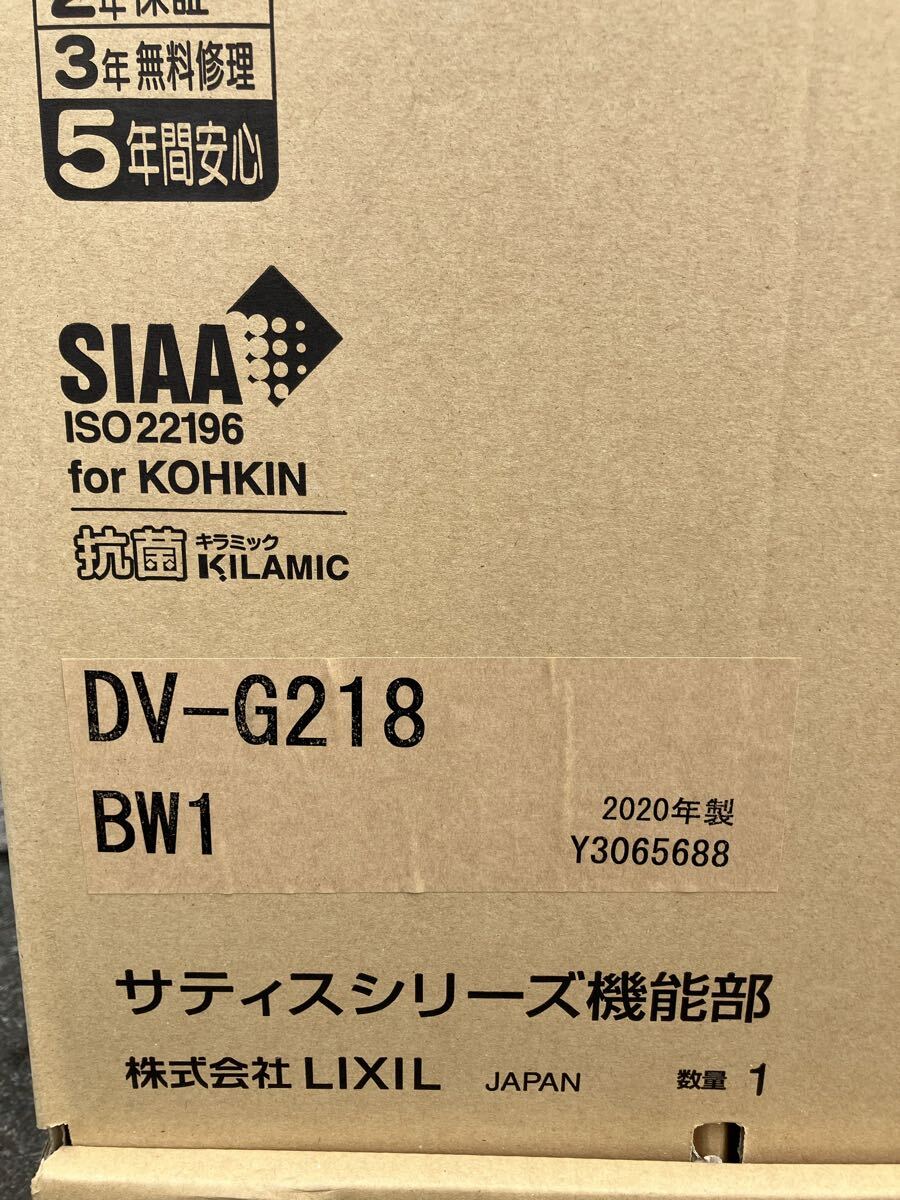 2年保証
3年無料修理
5年間安心
SIAA
ISO 22196
for KOHKIN
抗菌 キラミック
KILAMIC
DV-G218
BW1
2020年製
Y3065688
サティスシリーズ機能部
株式会社 LIXIL JAPAN 数量 1